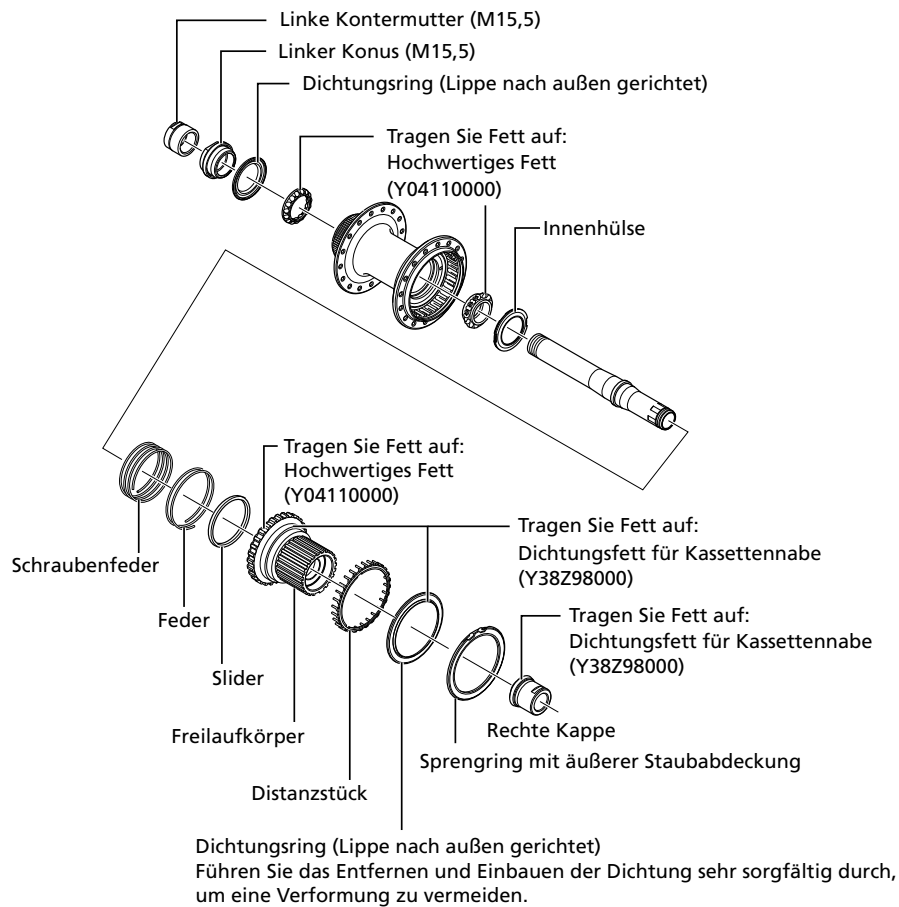 Linke Kontermutter (M15,5)
Linker Konus (M15,5)
Dichtungsring (Lippe nach außen gerichtet)
Tragen Sie Fett auf:
Hochwertiges Fett
(Y04110000)
Innenhülse
Tragen Sie Fett auf:
Hochwertiges Fett
(Y04110000)
Tragen Sie Fett auf:
Dichtungsfett für Kassettennabe
(Y38Z98000)
Schraubenfeder
Feder
Tragen Sie Fett auf:
Dichtungsfett für Kassettennabe
(Y38Z98000)
Slider
Freilaufkörper
Rechte Kappe
Sprengring mit äußerer Staubabdeckung
Distanzstück
Dichtungsring (Lippe nach außen gerichtet)
Führen Sie das Entfernen und Einbauen der Dichtung sehr sorgfältig durch,
um eine Verformung zu vermeiden.